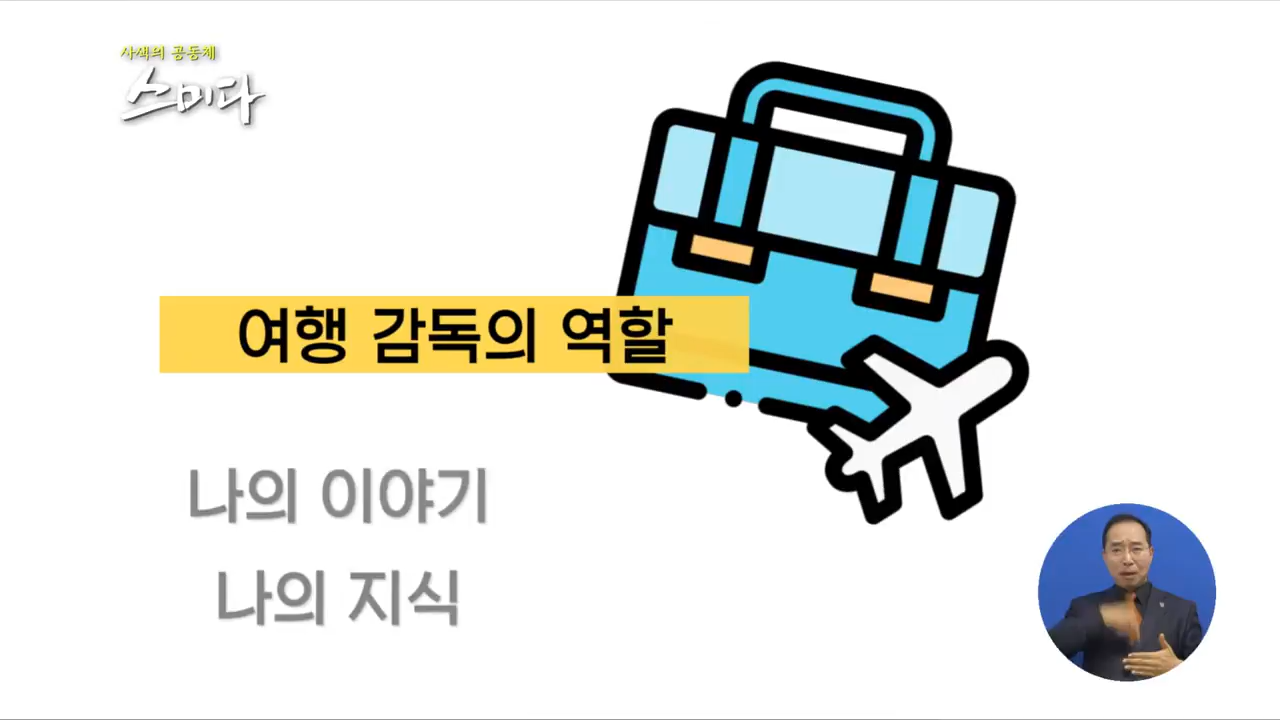 사색의 공동체
스미다
여행 감독의 역할
나의 이야기
나의 지식